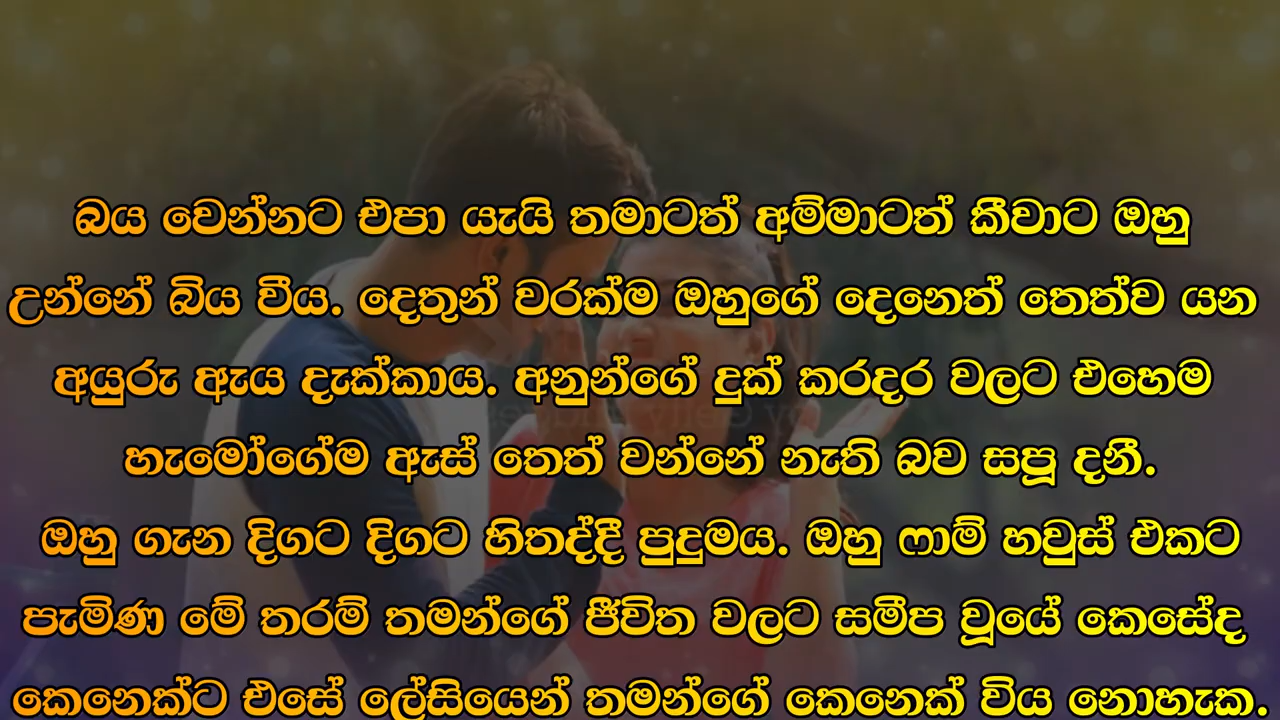 බය වෙන්නට එපා යැයි තමාටත් අම්මාටත් කීවාට ඔහු
උන්නේ බිය වීය. දෙතුන් වරක්ම ඔහුගේ දෙනෙත් තෙත්ව යන
අයුරු ඇය දැක්කාය. අනුන්ගේ දුක් කරදර වලට එහෙම
හැමෝගේම ඇස් තෙත් වන්නේ නැති බව සපූ දනී.
ඔහු ගැන දිගට දිගට හිතද්දී පුදුමය. ඔහු ෆාම් හවුස් එකට
පැමිණ මේ තරම් තමන්ගේ ජීවිත වලට සමීප වූයේ කෙසේද
කෙනෙක්ට එසේ ලේසියෙන් තමන්ගේ කෙනෙක් විය නොහැක.